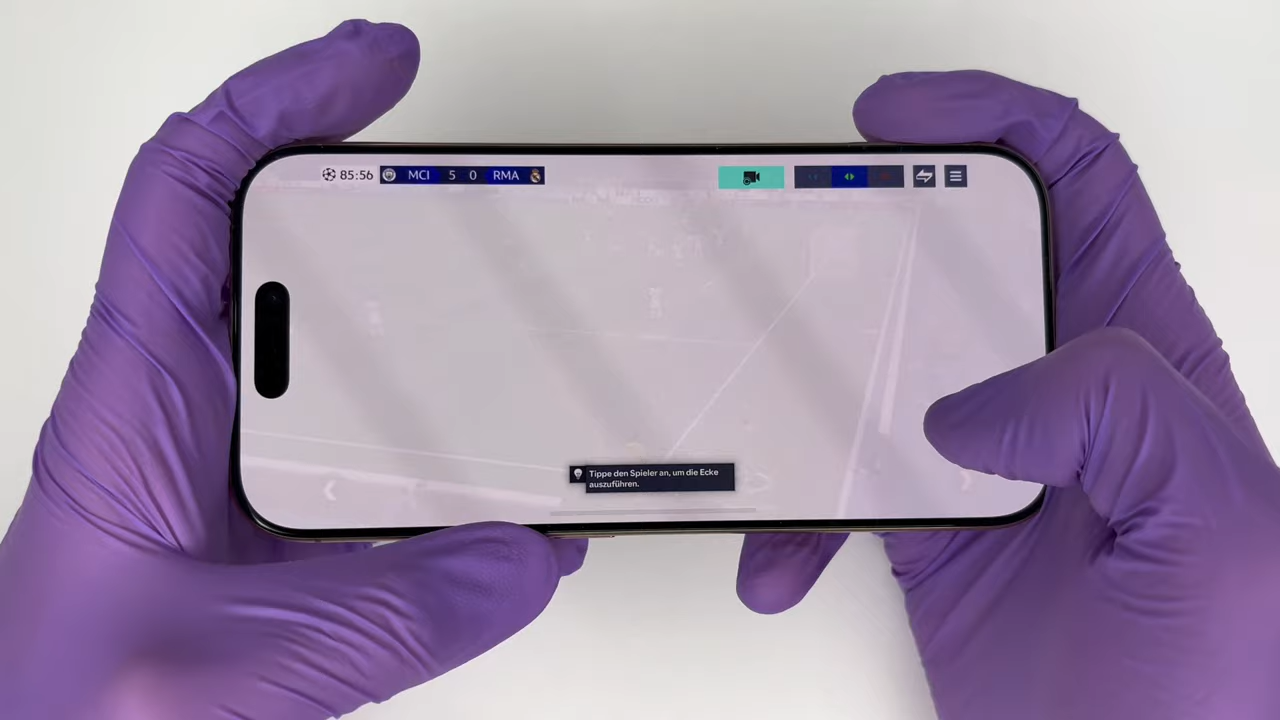 85:56 MCI 5 0 RMA
Tippe den Spieler an, um die Ecke
auszuführen.